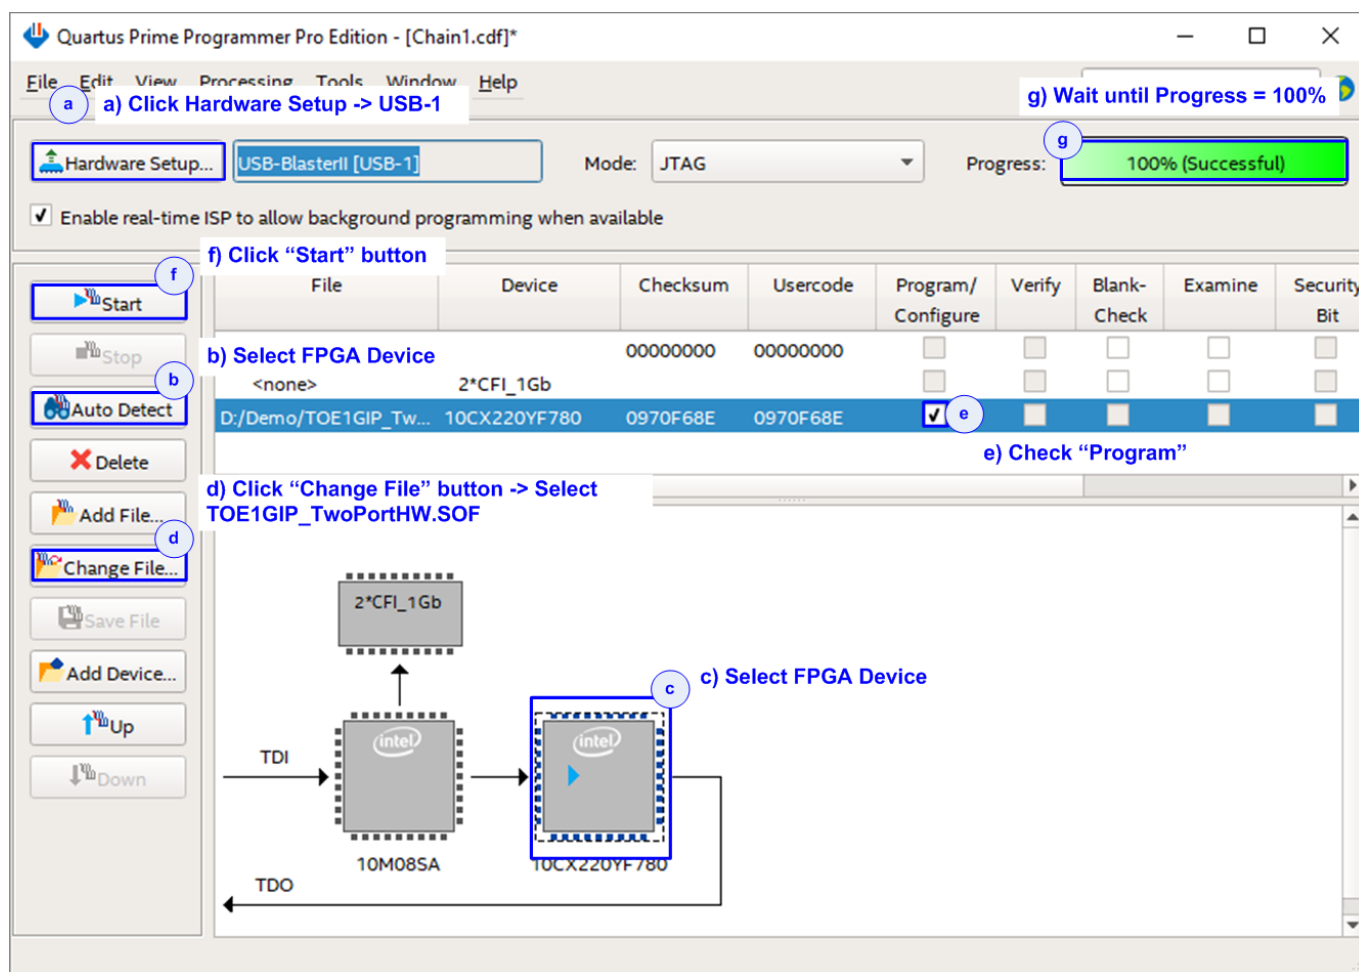 Quartus Prime Programmer Pro Edition - [Chain1.cdf]*
File Edit View Processing Tools Window Help
a a) Click Hardware Setup -> USB-1
g) Wait until Progress = 100%
g
Hardware Setup... USB-BlasterII [USB-1] Mode: JTAG Progress: 100% (Successful)
Enable real-time ISP to allow background programming when available
f) Click “Start” button
f
Start
File Device Checksum Usercode Program/ Configure Verify Blank- Check Examine Security Bit
Stop
b) Select FPGA Device
00000000 00000000
b
<none> 2*CFI_1Gb
Auto Detect
D:/Demo/TOE1GIP_Tw... 10CX220YF780 0970F68E 0970F68E e
e) Check “Program”
Delete
d) Click “Change File” button -> Select
TOE1GIP_TwoPortHW.SOF
Add File...
d
Change File...
Save File
Add Device...
Up
Down
2*CFI_1Gb
c c) Select FPGA Device
intel intel
TDI
10M08SA 10CX220YF780
TDO